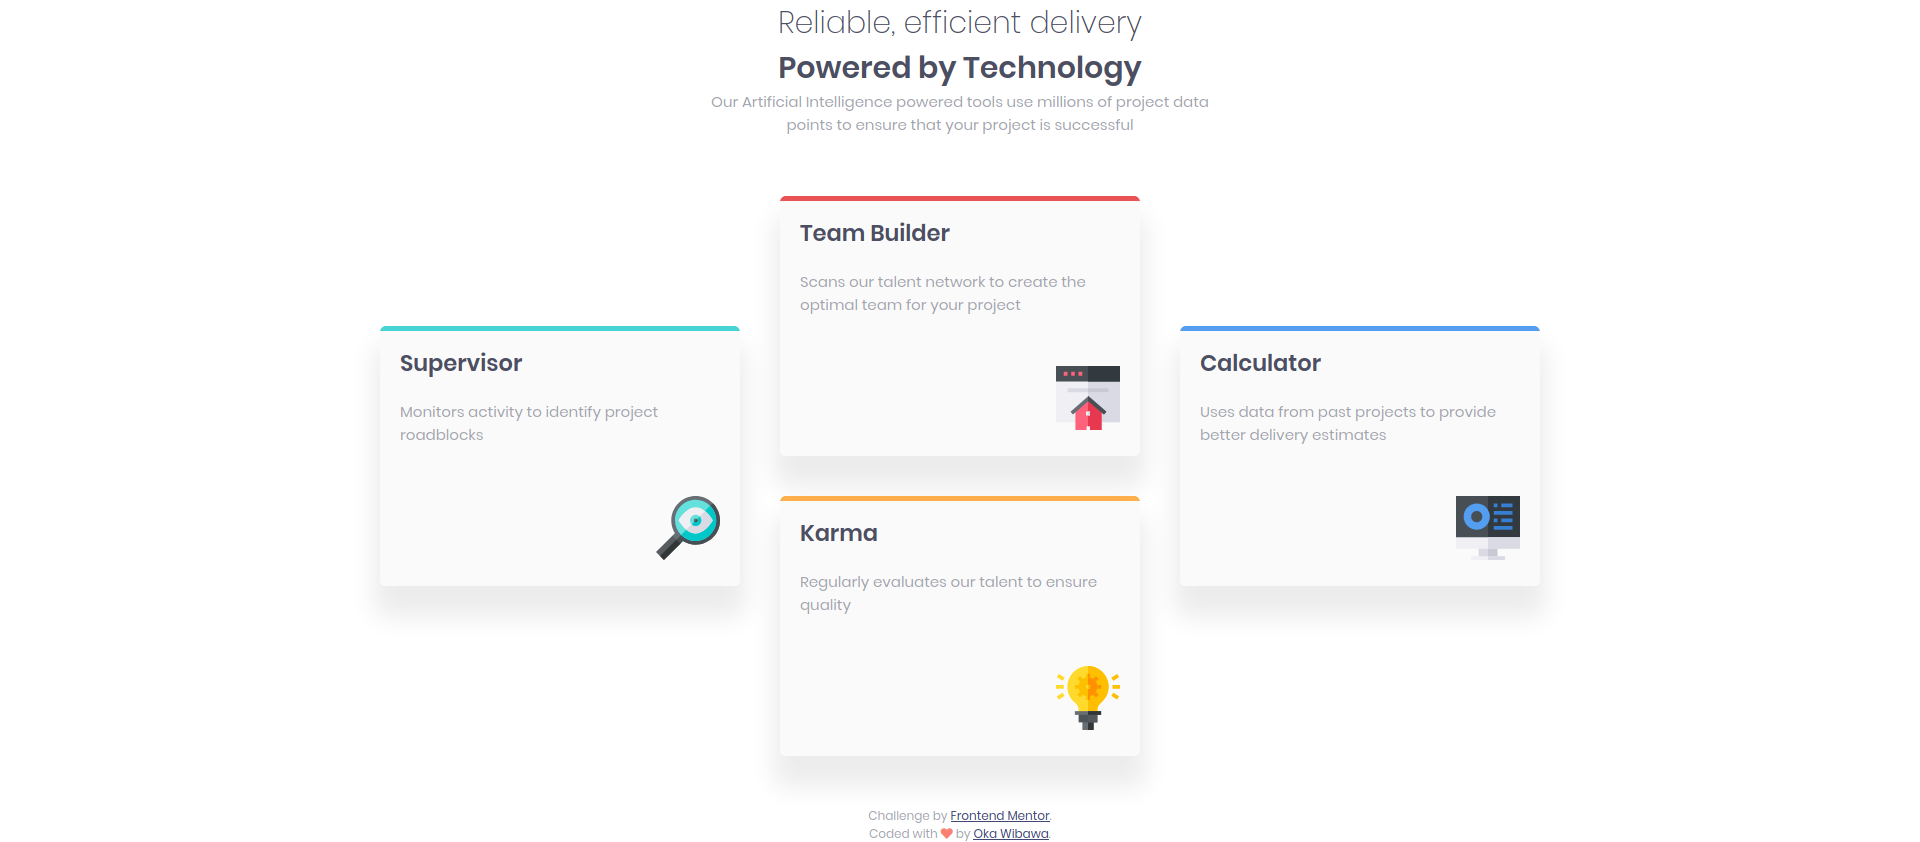 Reliable, efficient delivery
Powered by Technology
Our Artificial Intelligence powered tools use millions of project data
points to ensure that your project is successful
Supervisor
Monitors activity to identify project
roadblocks
Team Builder
Scans our talent network to create the
optimal team for your project
Karma
Regularly evaluates our talent to ensure
quality
Calculator
Uses data from past projects to provide
better delivery estimates
Challenge by Frontend Mentor.
Coded with ❤ by Oka Wibawa.